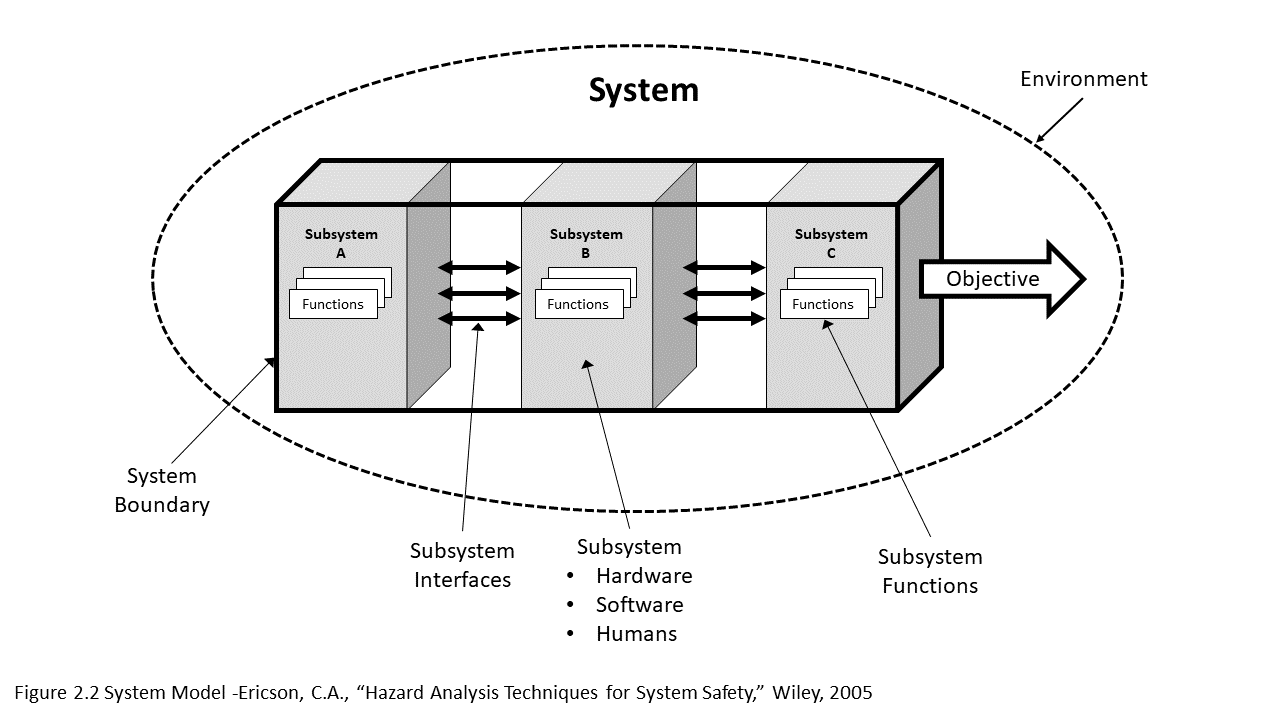 System
Environment
Subsystem
A
Functions
Subsystem
B
Functions
Subsystem
C
Functions
Objective
System
Boundary
Subsystem
Interfaces
Subsystem
• Hardware
• Software
• Humans
Subsystem
Functions
Figure 2.2 System Model -Ericson, C.A., “Hazard Analysis Techniques for System Safety,” Wiley, 2005